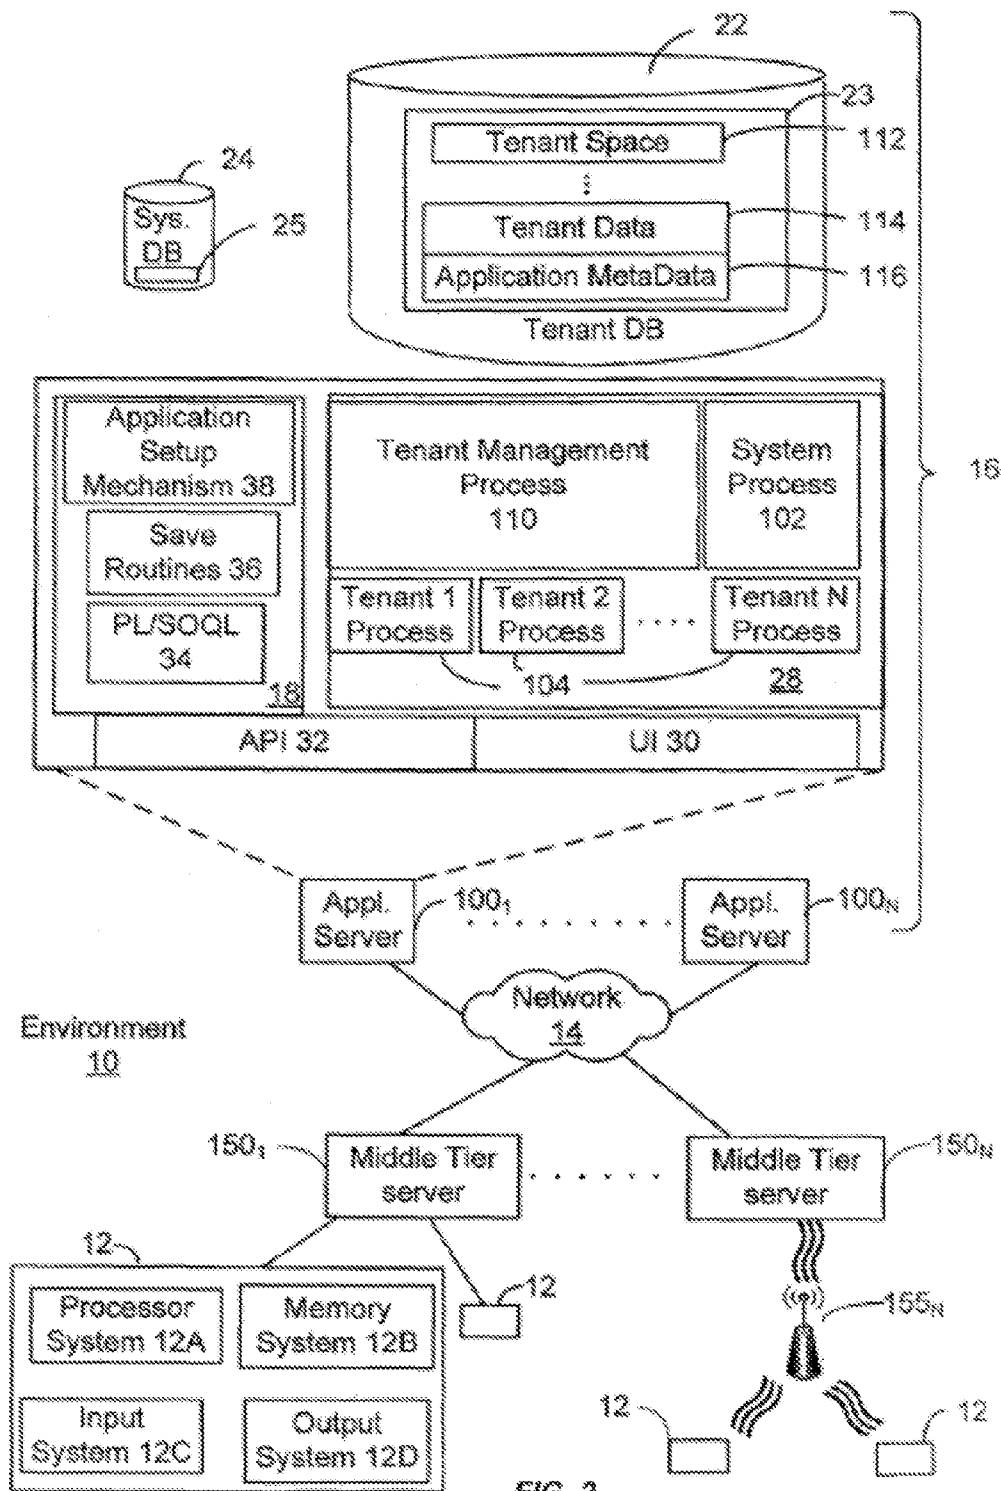 22
23
Tenant Space
112
24
Sys.
DB
25
Tenant Data
114
Application MetaData
116
Tenant DB
Application
Setup
Mechanism 38
Tenant Management
Process
110
System
Process
102
16
Save
Routines 36
PL/SOQL
34
18
Tenant 1
Process
Tenant 2
Process
Tenant N
Process
104
28
API 32
UI 30
Appl.
Server
100₁
Appl.
Server
100N
Network
14
Environment
10
150₁
Middle Tier
server
Middle Tier
server
150N
12
Processor
System 12A
Memory
System 12B
Input
System 12C
Output
System 12D
12
155N
12
12